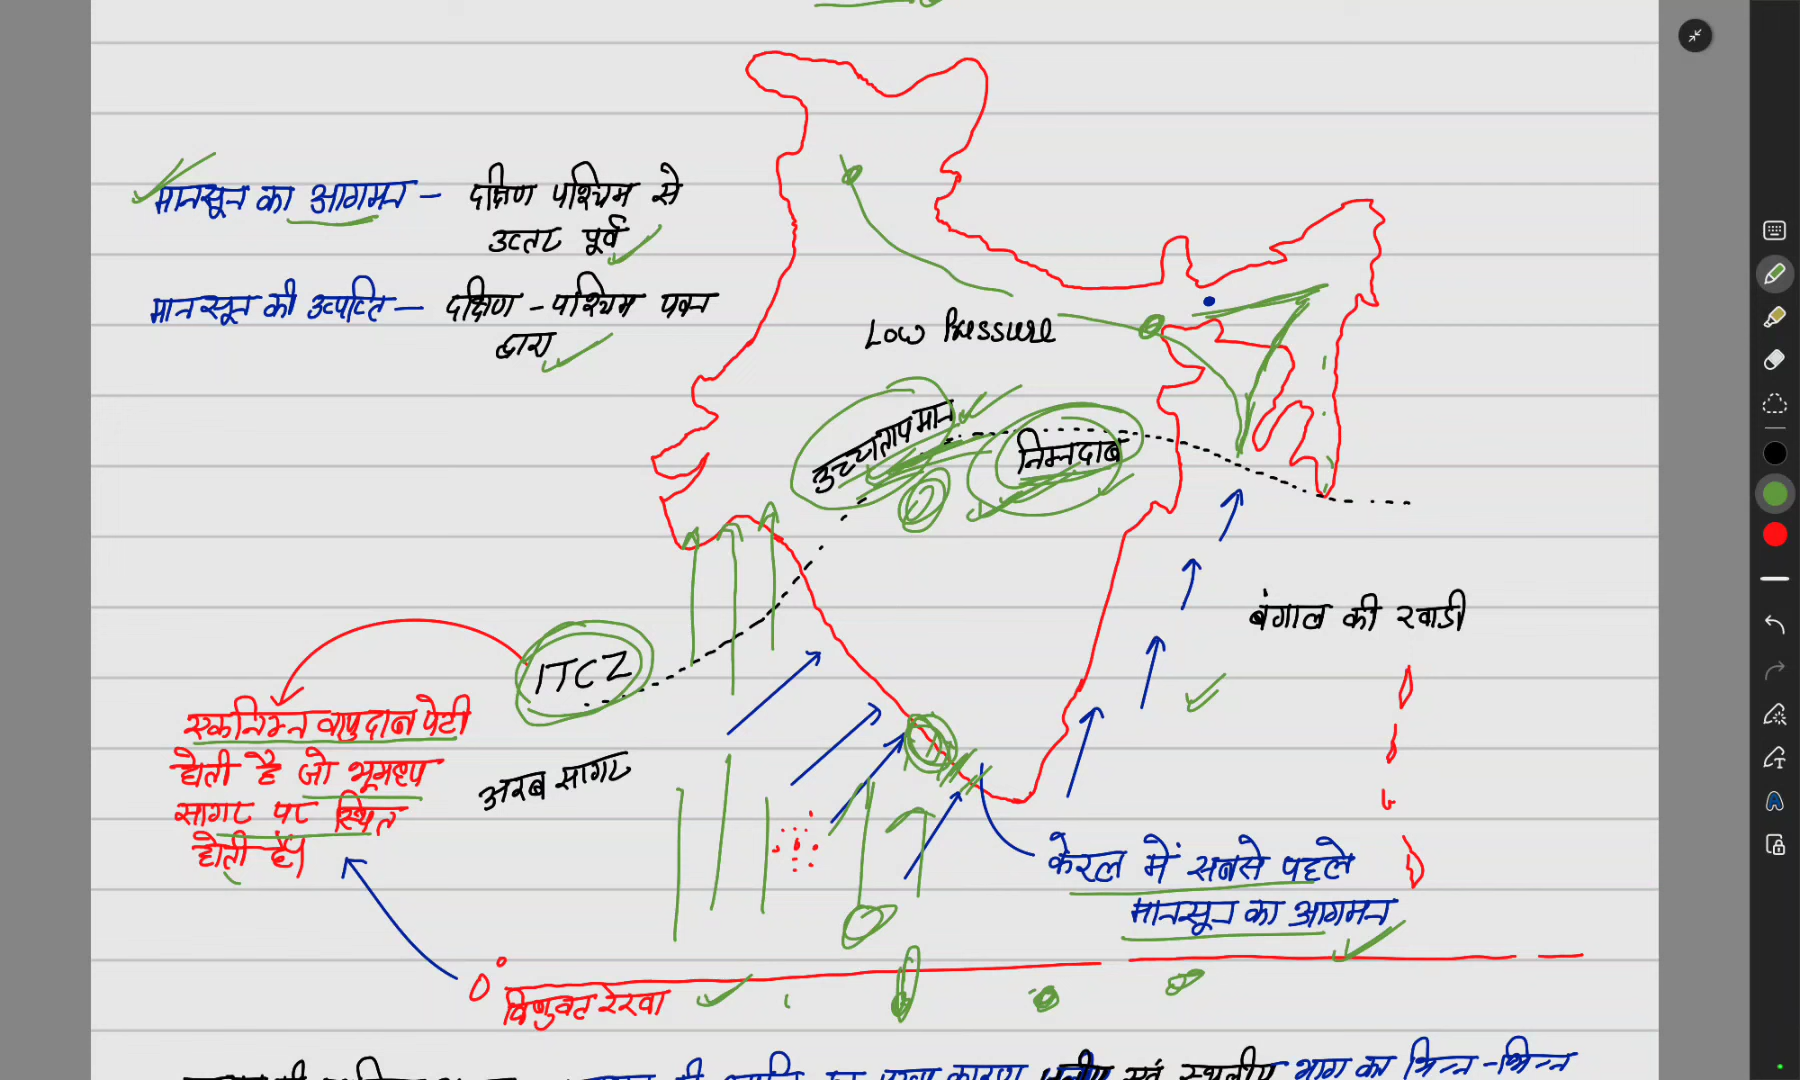 मानसून का आगमन – दक्षिण पश्चिम से
उत्तर पूर्व
मानसून की उत्पत्ति – दक्षिण - पश्चिम पवन
द्वारा
Low Pressure
उच्चतापमान
निम्नदाब
बंगाल की खाड़ी
ITCZ
एक निम्न वायुदाब पेटी
होती है जो भूमध्य
सागर पर स्थित
होती है।
अरब सागर
केरल में सबसे पहले
मानसून का आगमन
0°
विषुवत रेखा
भाग का भिन्न - भिन्न